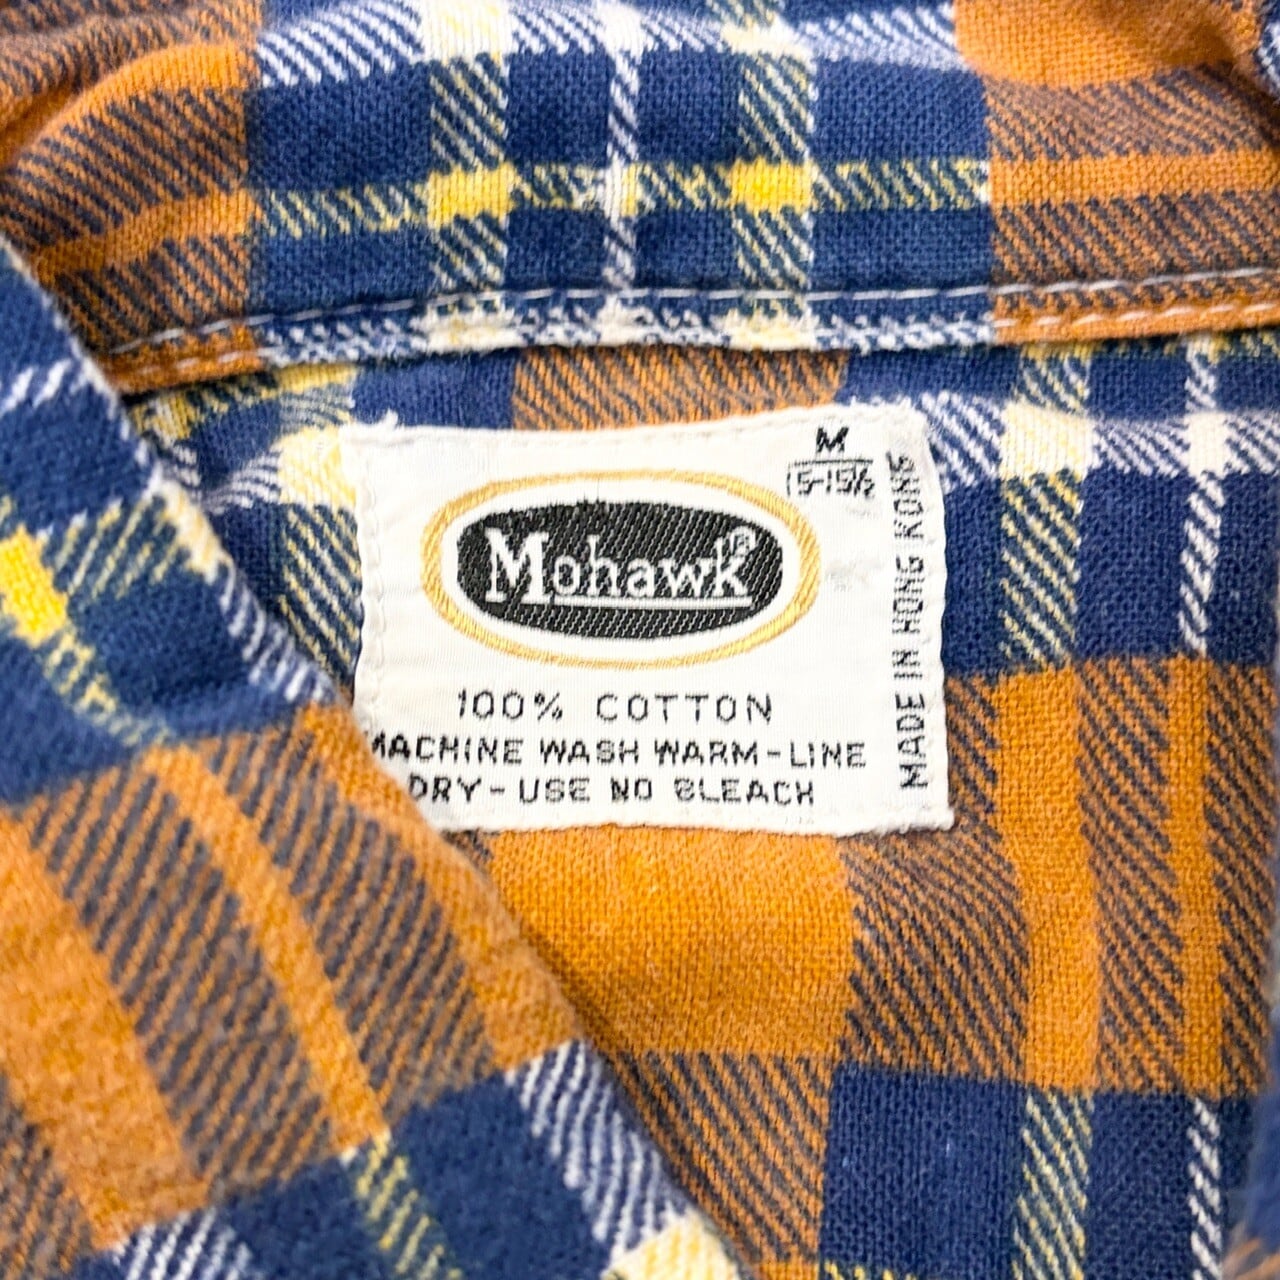 M
15-15½
Mohawk®
100% COTTON
MACHINE WASH WARM-LINE
DRY-USE NO BLEACH
MADE IN HONG KONG